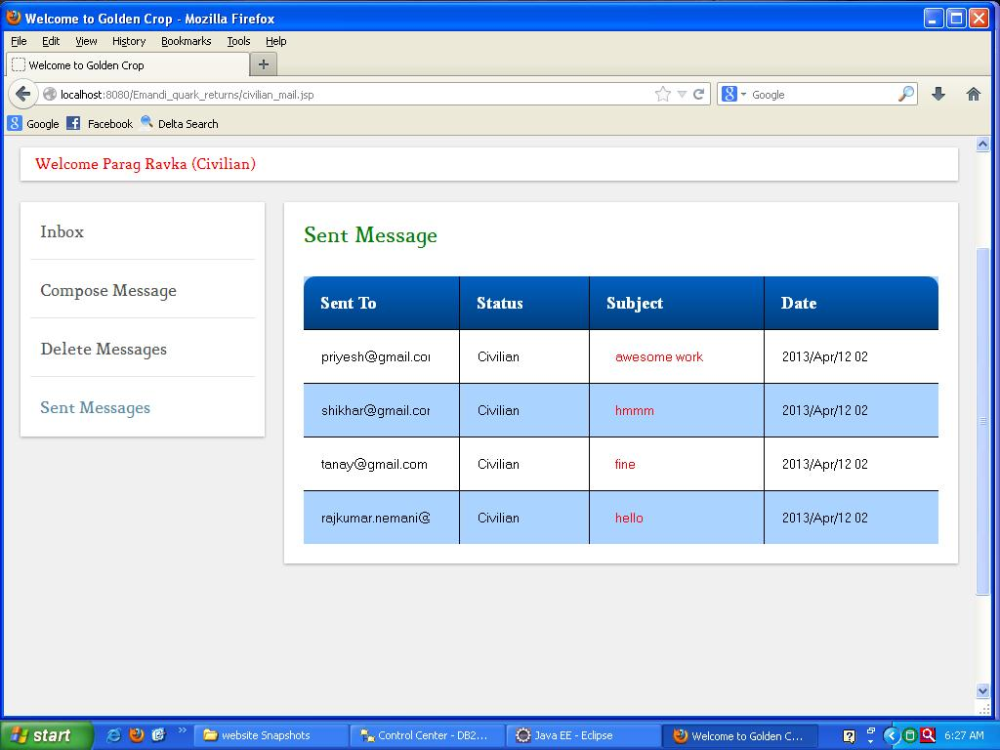 Welcome to Golden Crop - Mozilla Firefox
File Edit View History Bookmarks Tools Help
Welcome to Golden Crop
localhost:8080/Emandi_quark_returns/civilian_mail.jsp Google
Google Facebook Delta Search
Welcome Parag Ravka (Civilian)
Inbox
Compose Message
Delete Messages
Sent Messages
Sent Message
Sent To Status Subject Date
priyesh@gmail.com Civilian awesome work 2013/Apr/12 02
shikhar@gmail.com Civilian hmmm 2013/Apr/12 02
tanay@gmail.com Civilian fine 2013/Apr/12 02
rajkumar.nemani@ Civilian hello 2013/Apr/12 02
start website Snapshots Control Center - DB2... Java EE - Eclipse Welcome to Golden C... 6:27 AM